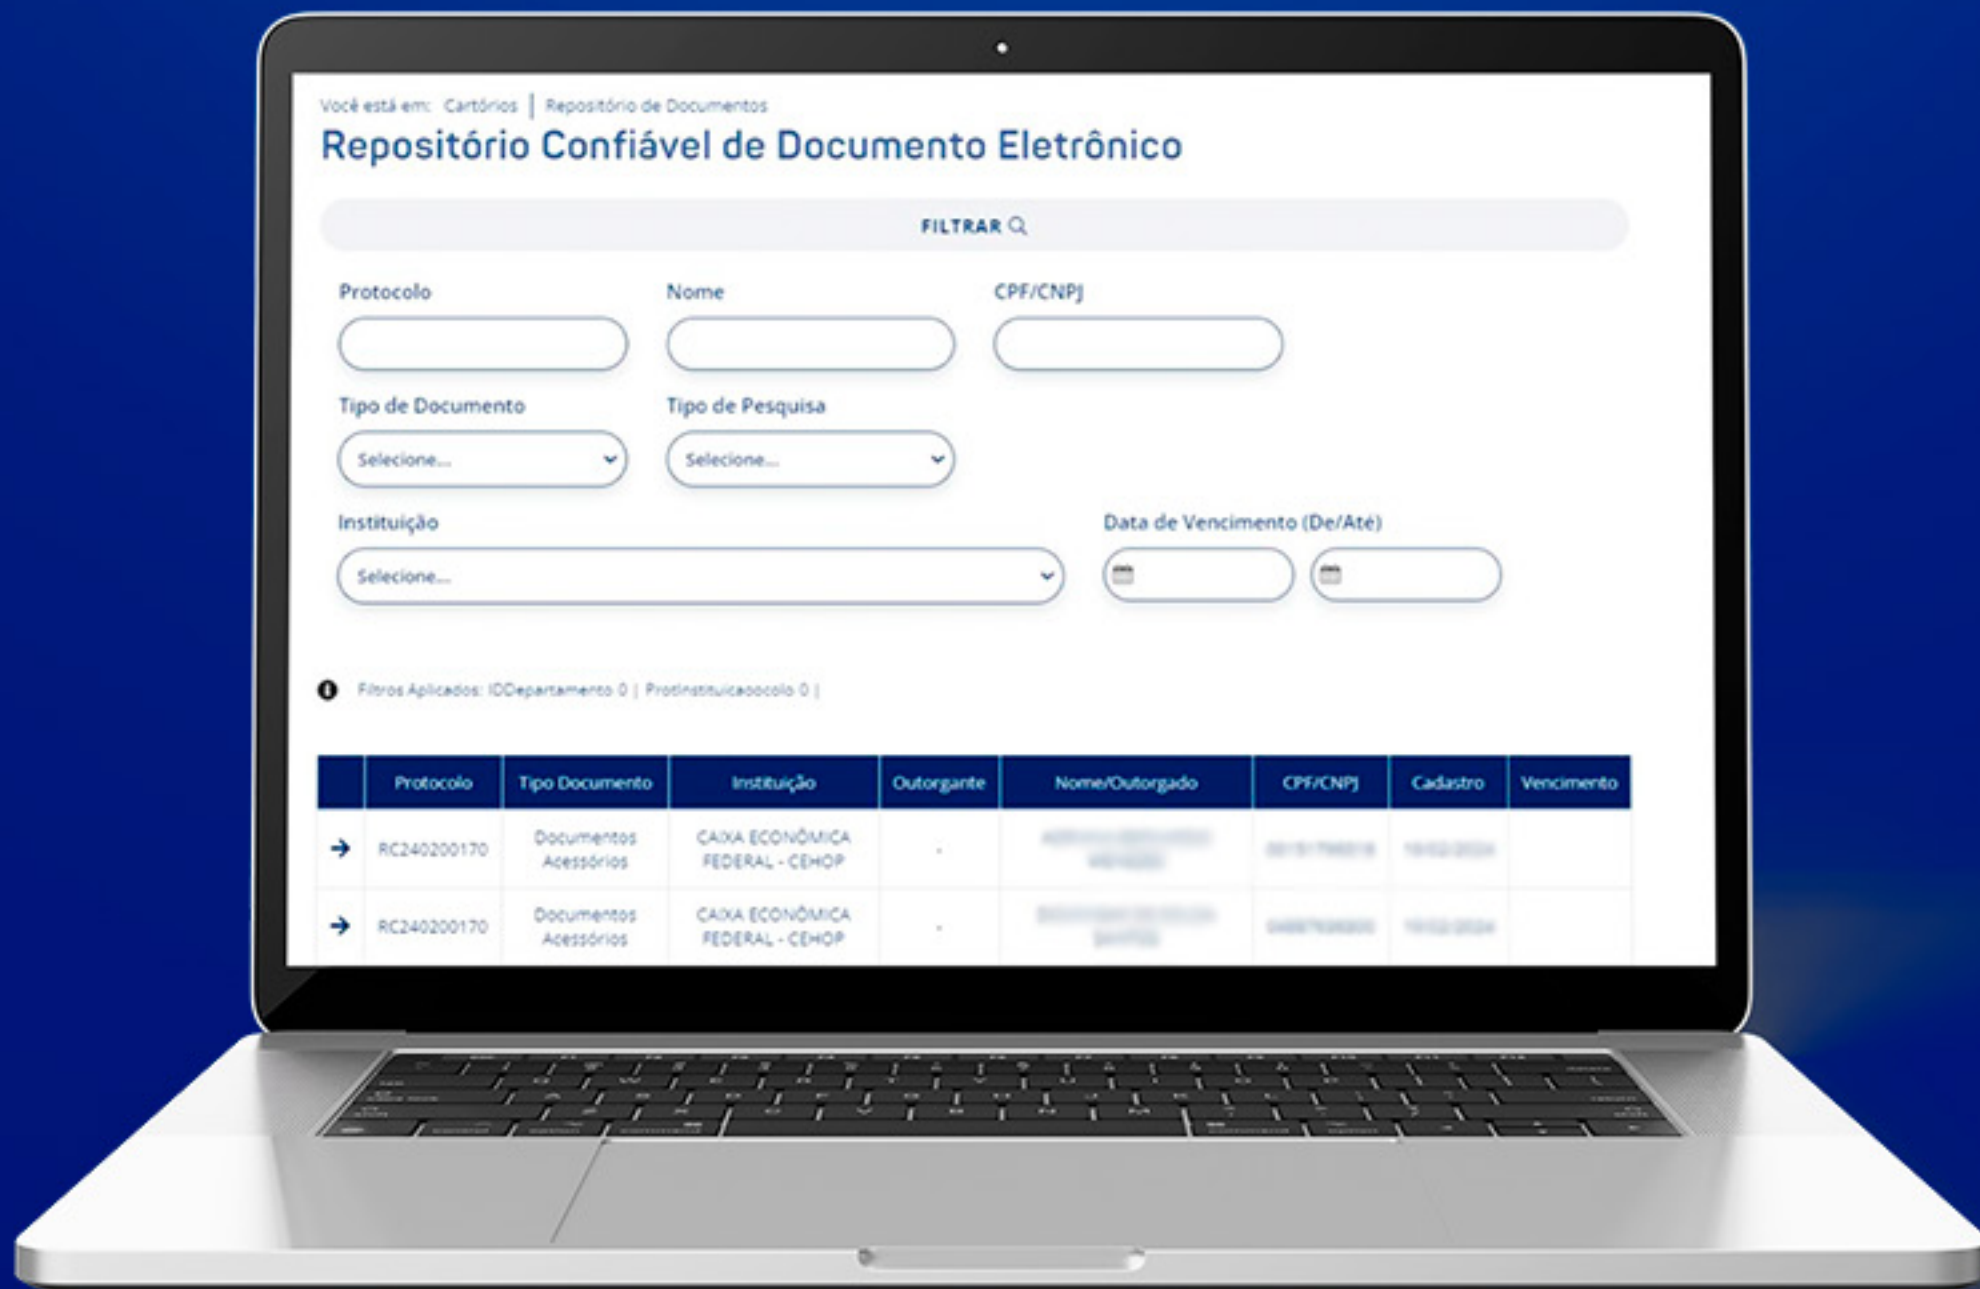 Você está em: Cartórios | Repositório de Documentos
Repositório Confiável de Documento Eletrônico
FILTRAR
Protocolo Nome CPF/CNPJ
Tipo de Documento Tipo de Pesquisa
Selecione... Selecione...
Instituição Data de Vencimento (De/Até)
Selecione...
Filtros Aplicados: IDDepartamento 0 | ProtInstituicaoocolo 0 |
Protocolo Tipo Documento Instituição Outorgante Nome/Outorgado CPF/CNPJ Cadastro Vencimento
RC240200170 Documentos Acessórios CAIXA ECONÔMICA FEDERAL - CEHOP -
RC240200170 Documentos Acessórios CAIXA ECONÔMICA FEDERAL - CEHOP -